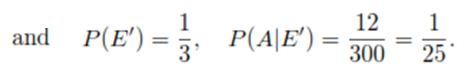 and P(E′) = 1/3, P(A|E′) = 12/300 = 1/25.